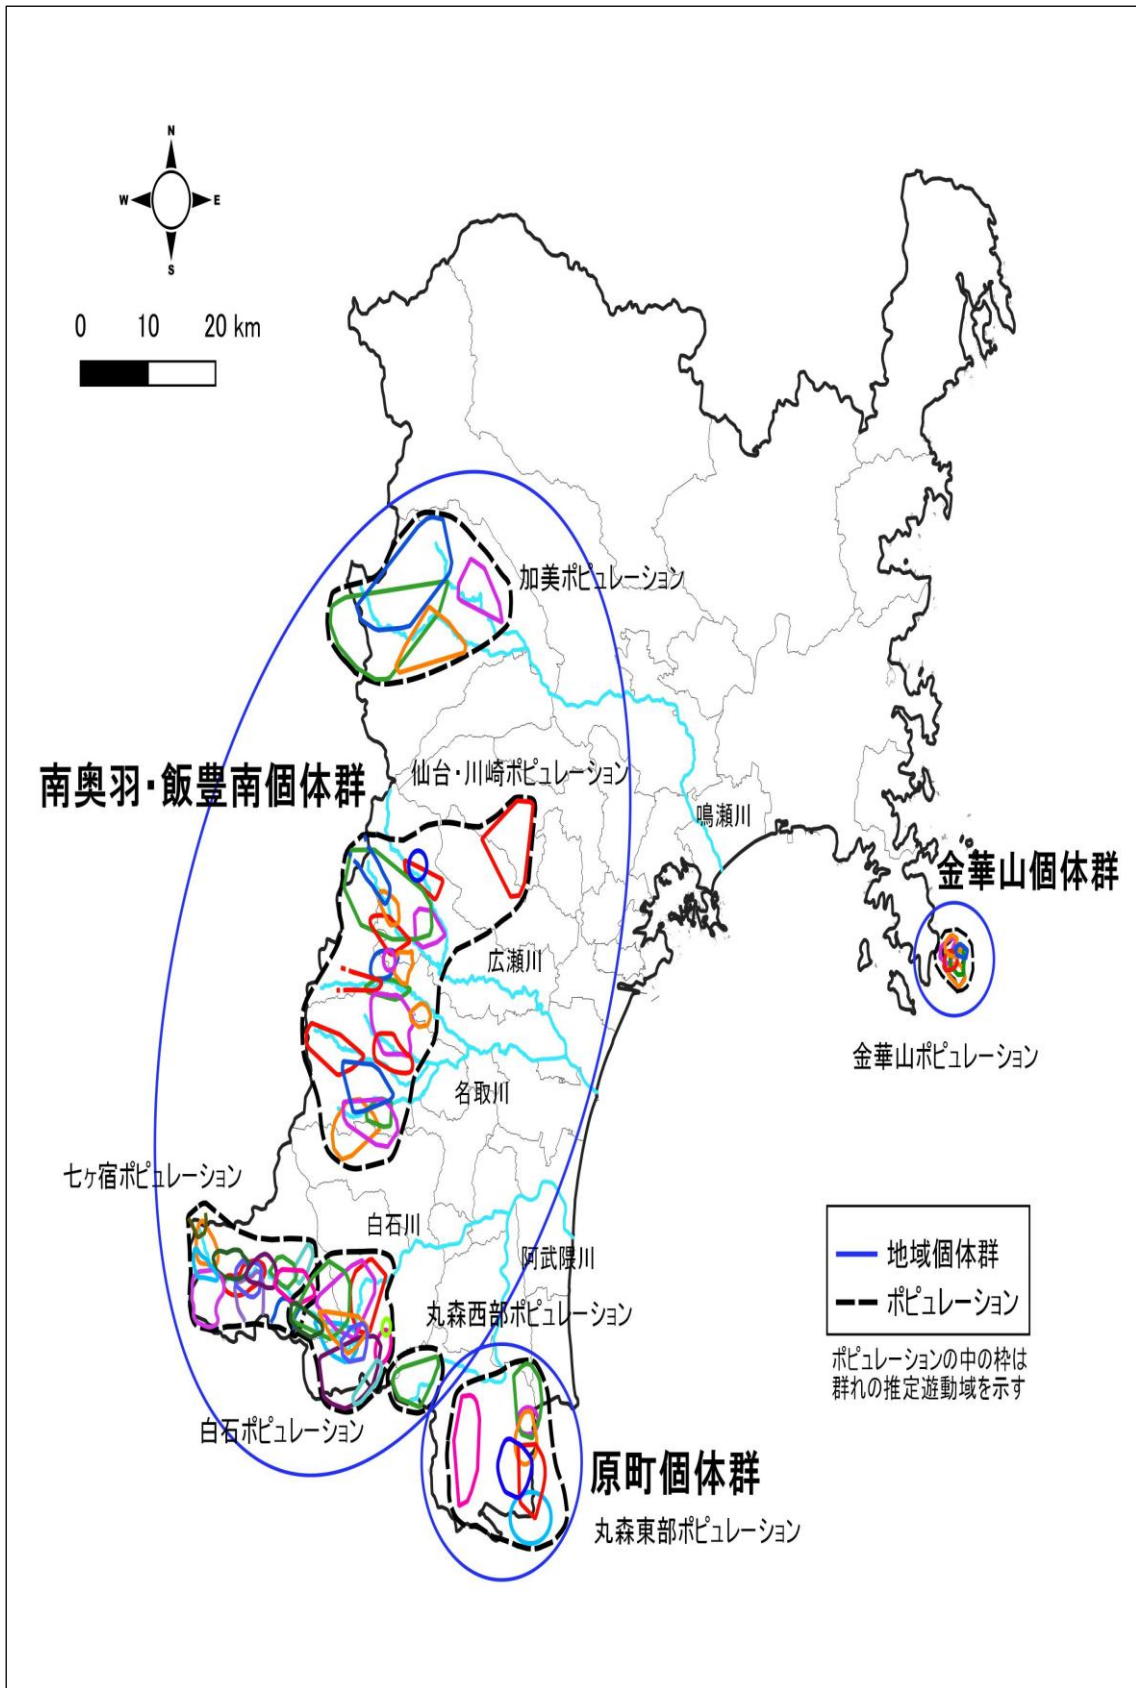 N
W
E
S
0 10 20 km
加美ポピュレーション
南奥羽・飯豊南個体群
仙台・川崎ポピュレーション
鳴瀬川
金華山個体群
広瀬川
金華山ポピュレーション
名取川
七ヶ宿ポピュレーション
白石川
阿武隈川
地域個体群
ポピュレーション
丸森西部ポピュレーション
ポピュレーションの中の枠は
群れの推定遊動域を示す
白石ポピュレーション
原町個体群
丸森東部ポピュレーション